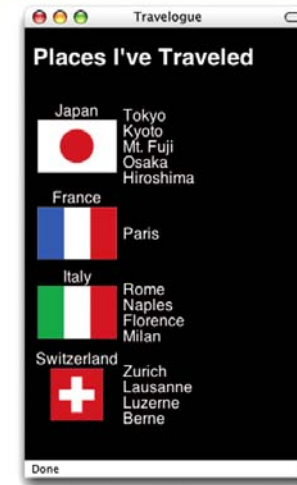 Travelogue
Places I've Traveled
Japan
Tokyo
Kyoto
Mt. Fuji
Osaka
Hiroshima
France
Paris
Italy
Rome
Naples
Florence
Milan
Switzerland
Zurich
Lausanne
Luzerne
Berne
Done